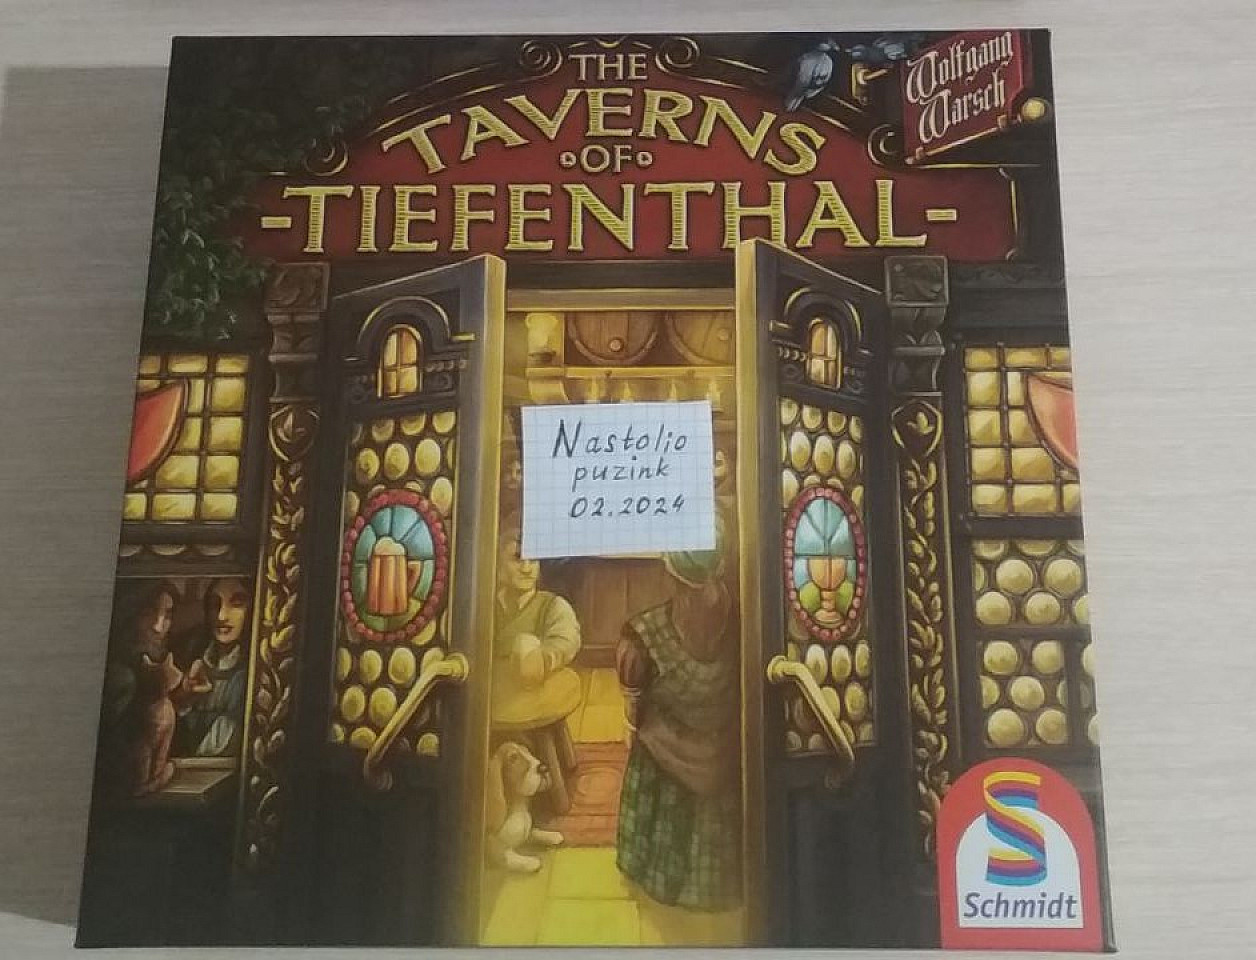 THE
TAVERNS
OF
-TIEFENTHAL-
Wolfgang
Warsch
Nastolio
puzink
02.2024
Schmidt